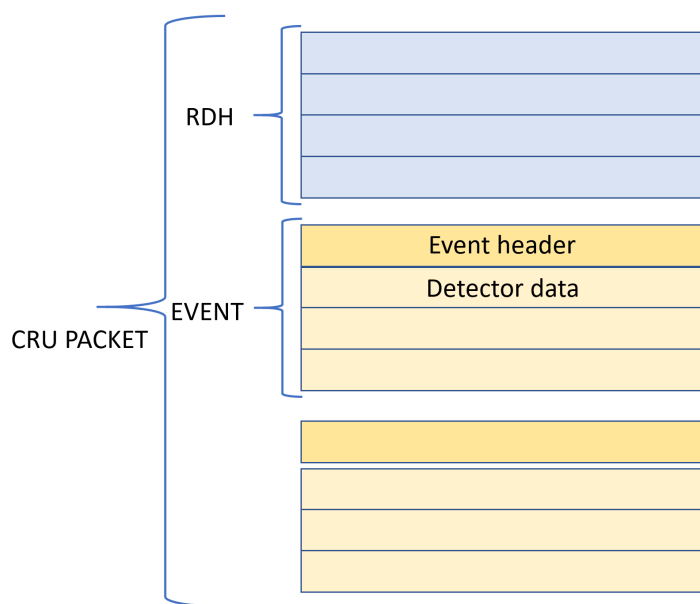 RDH
Event header
Detector data
EVENT
CRU PACKET